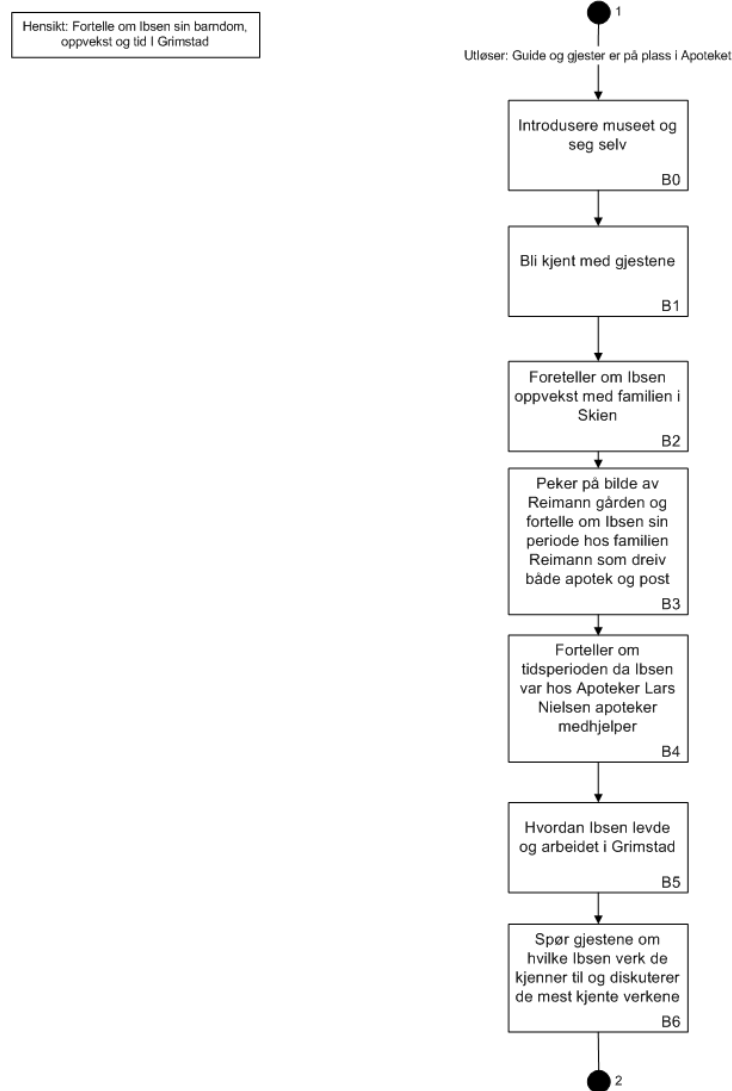 Hensikt: Fortelle om Ibsen sin barndom,
oppvekst og tid I Grimstad
1
Utløser: Guide og gjester er på plass i Apoteket
Introdusere museet og
seg selv
B0
Bli kjent med gjestene
B1
Foreteller om Ibsen
oppvekst med familien i
Skien
B2
Peker på bilde av
Reimann gården og
fortelle om Ibsen sin
periode hos familien
Reimann som dreiv
både apotek og post
B3
Forteller om
tidsperioden da Ibsen
var hos Apoteker Lars
Nielsen apoteker
medhjelper
B4
Hvordan Ibsen levde
og arbeidet i Grimstad
B5
Spør gjestene om
hvilke Ibsen verk de
kjenner til og diskuterer
de mest kjente verkene
B6
2